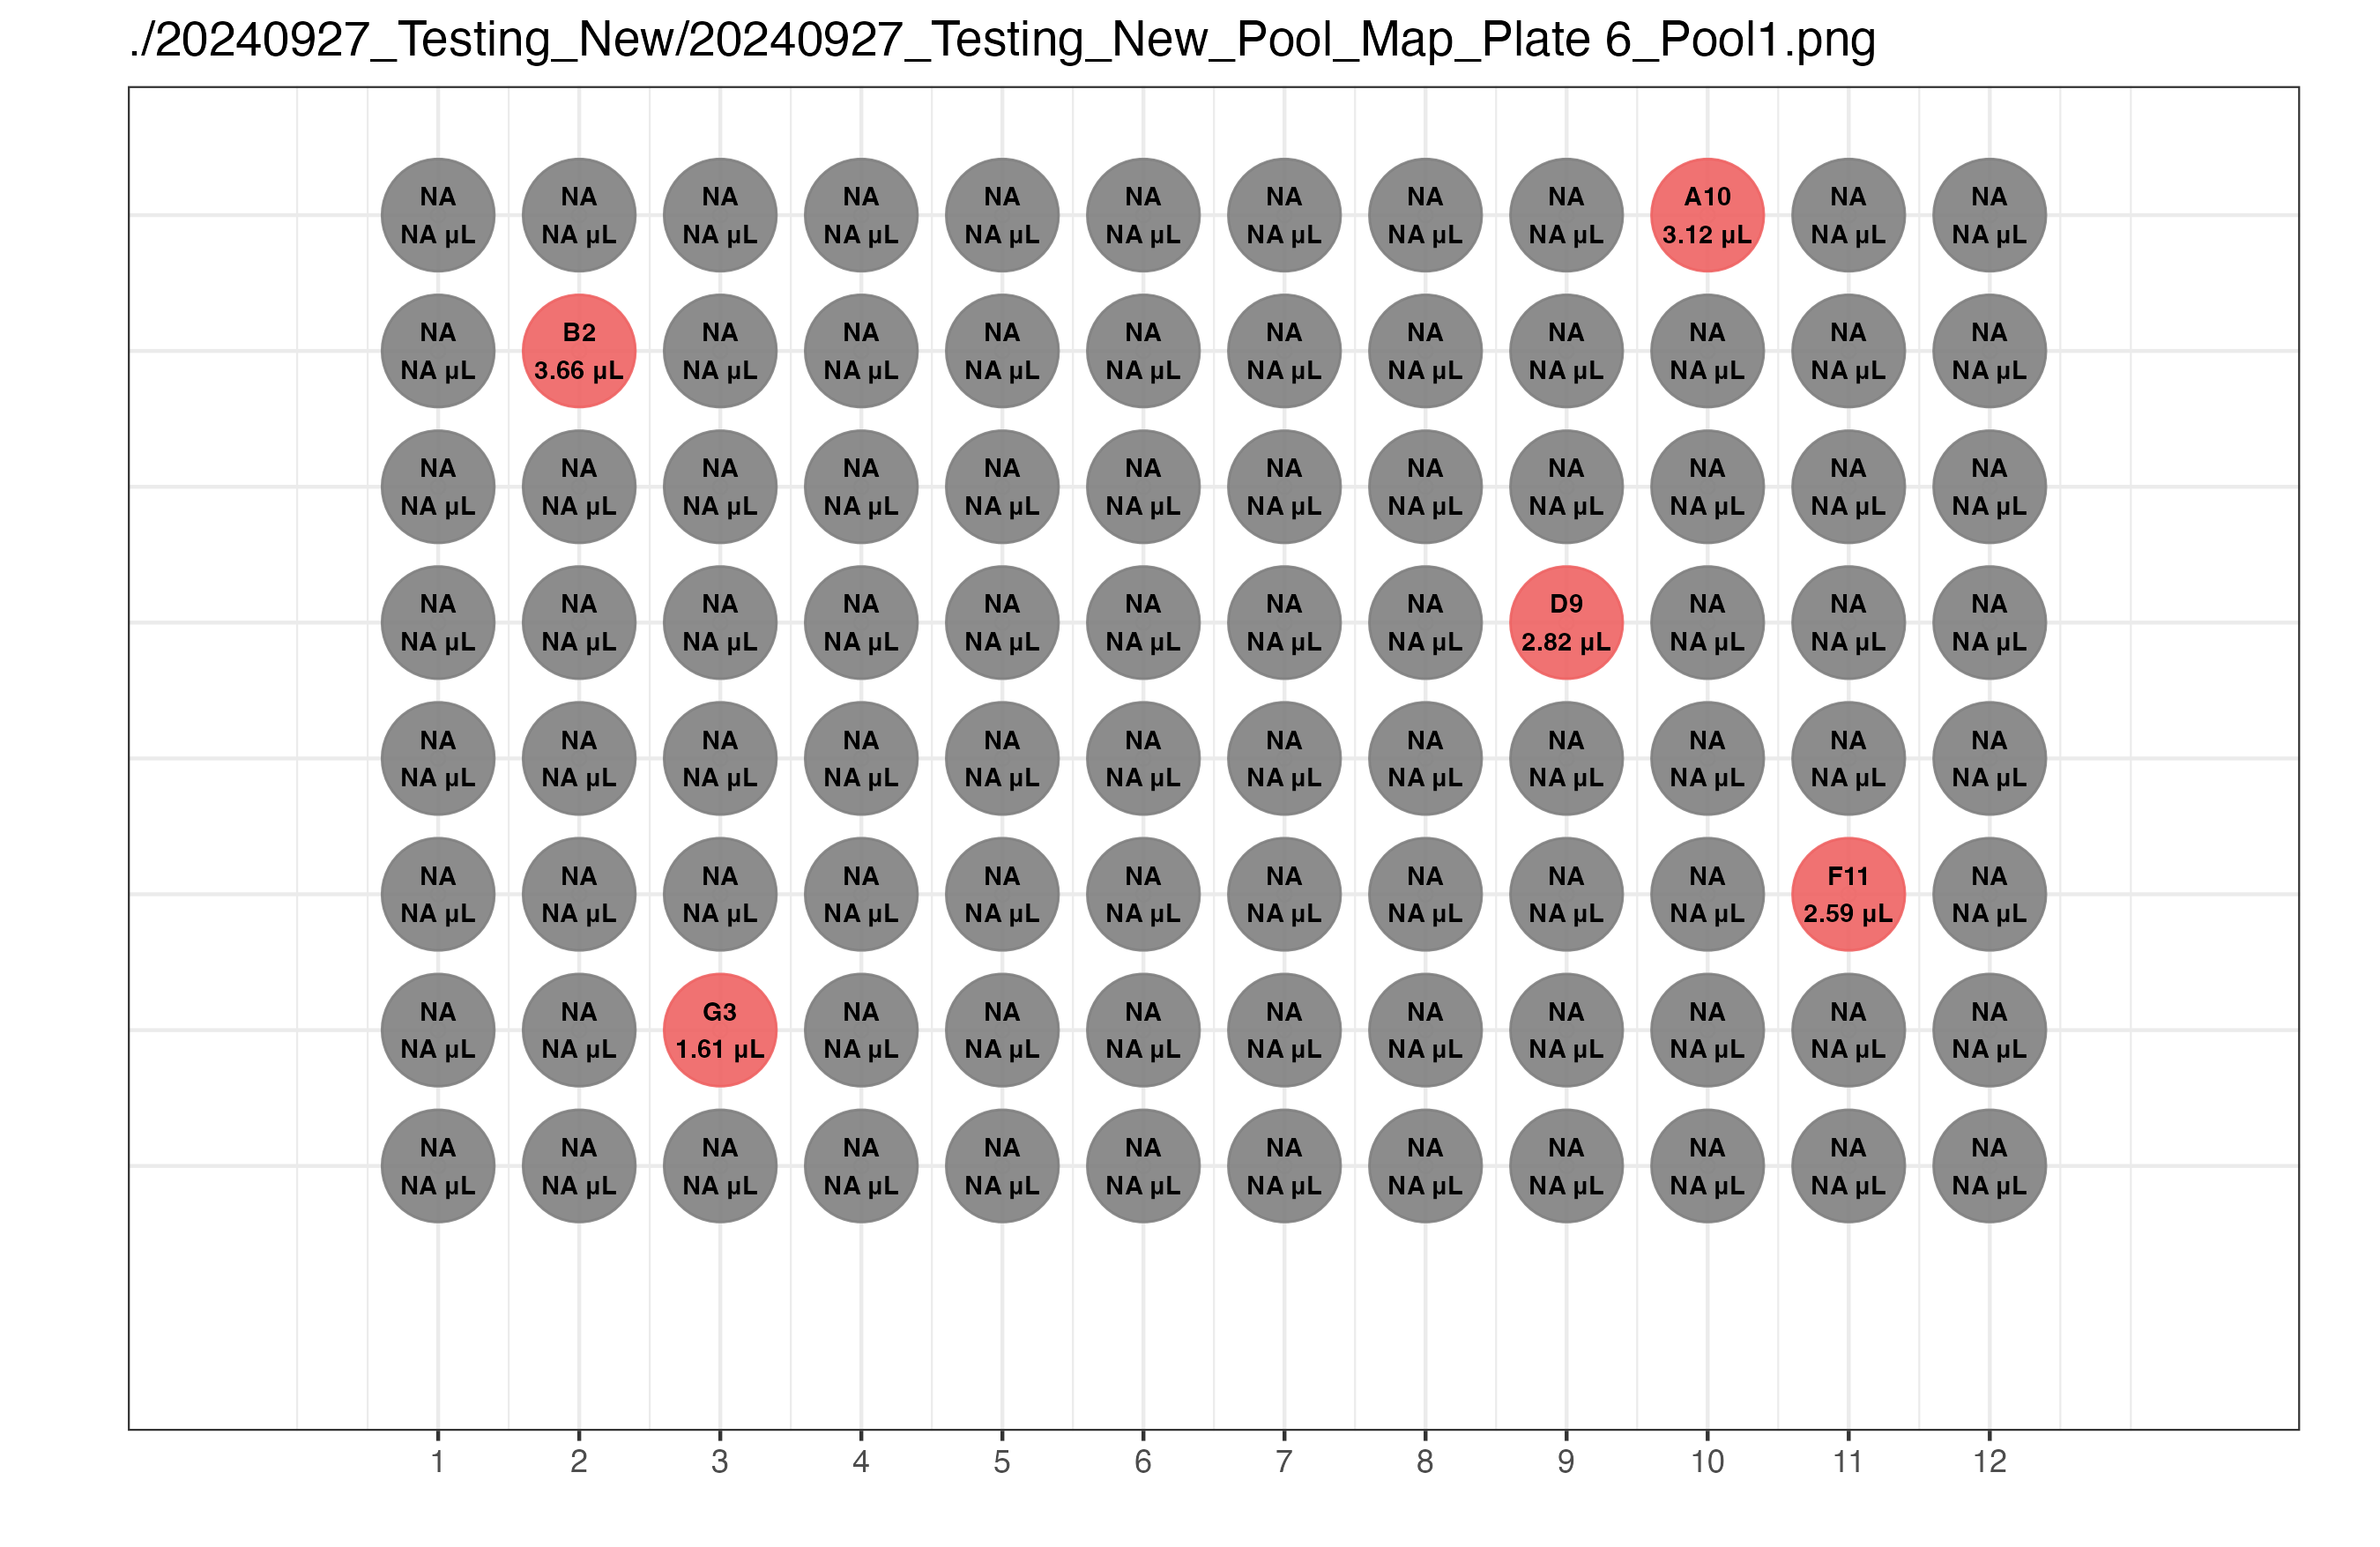 ./20240927_Testing_New/20240927_Testing_New_Pool_Map_Plate 6_Pool1.png
NA NA NA NA NA NA NA NA NA A10 NA NA
NA µL NA µL NA µL NA µL NA µL NA µL NA µL NA µL NA µL 3.12 µL NA µL NA µL
NA B2 NA NA NA NA NA NA NA NA NA NA
NA µL 3.66 µL NA µL NA µL NA µL NA µL NA µL NA µL NA µL NA µL NA µL NA µL
NA NA NA NA NA NA NA NA NA NA NA NA
NA µL NA µL NA µL NA µL NA µL NA µL NA µL NA µL NA µL NA µL NA µL NA µL
NA NA NA NA NA NA NA NA D9 NA NA NA
NA µL NA µL NA µL NA µL NA µL NA µL NA µL NA µL 2.82 µL NA µL NA µL NA µL
NA NA NA NA NA NA NA NA NA NA NA NA
NA µL NA µL NA µL NA µL NA µL NA µL NA µL NA µL NA µL NA µL NA µL NA µL
NA NA NA NA NA NA NA NA NA NA F11 NA
NA µL NA µL NA µL NA µL NA µL NA µL NA µL NA µL NA µL NA µL 2.59 µL NA µL
NA NA G3 NA NA NA NA NA NA NA NA NA
NA µL NA µL 1.61 µL NA µL NA µL NA µL NA µL NA µL NA µL NA µL NA µL NA µL
NA NA NA NA NA NA NA NA NA NA NA NA
NA µL NA µL NA µL NA µL NA µL NA µL NA µL NA µL NA µL NA µL NA µL NA µL
1 2 3 4 5 6 7 8 9 10 11 12